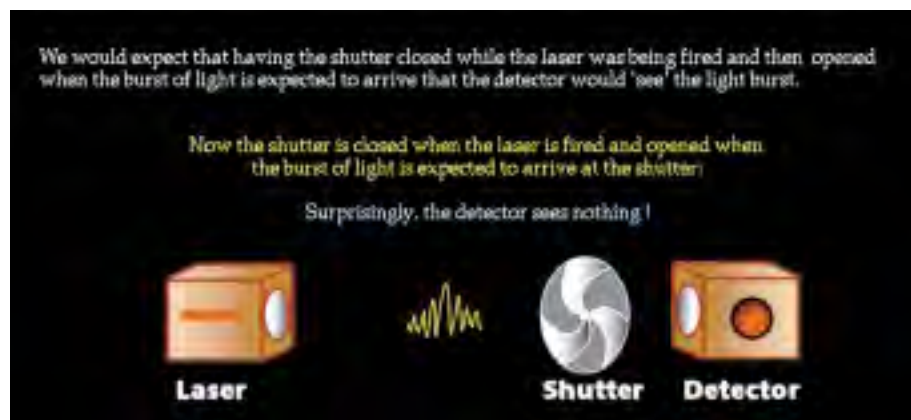 We would expect that having the shutter closed while the laser was being fired and then opened
when the burst of light is expected to arrive that the detector would 'see' the light burst.
Now the shutter is closed when the laser is fired and opened when
the burst of light is expected to arrive at the shutter!
Surprisingly, the detector sees nothing !
Laser
Shutter
Detector